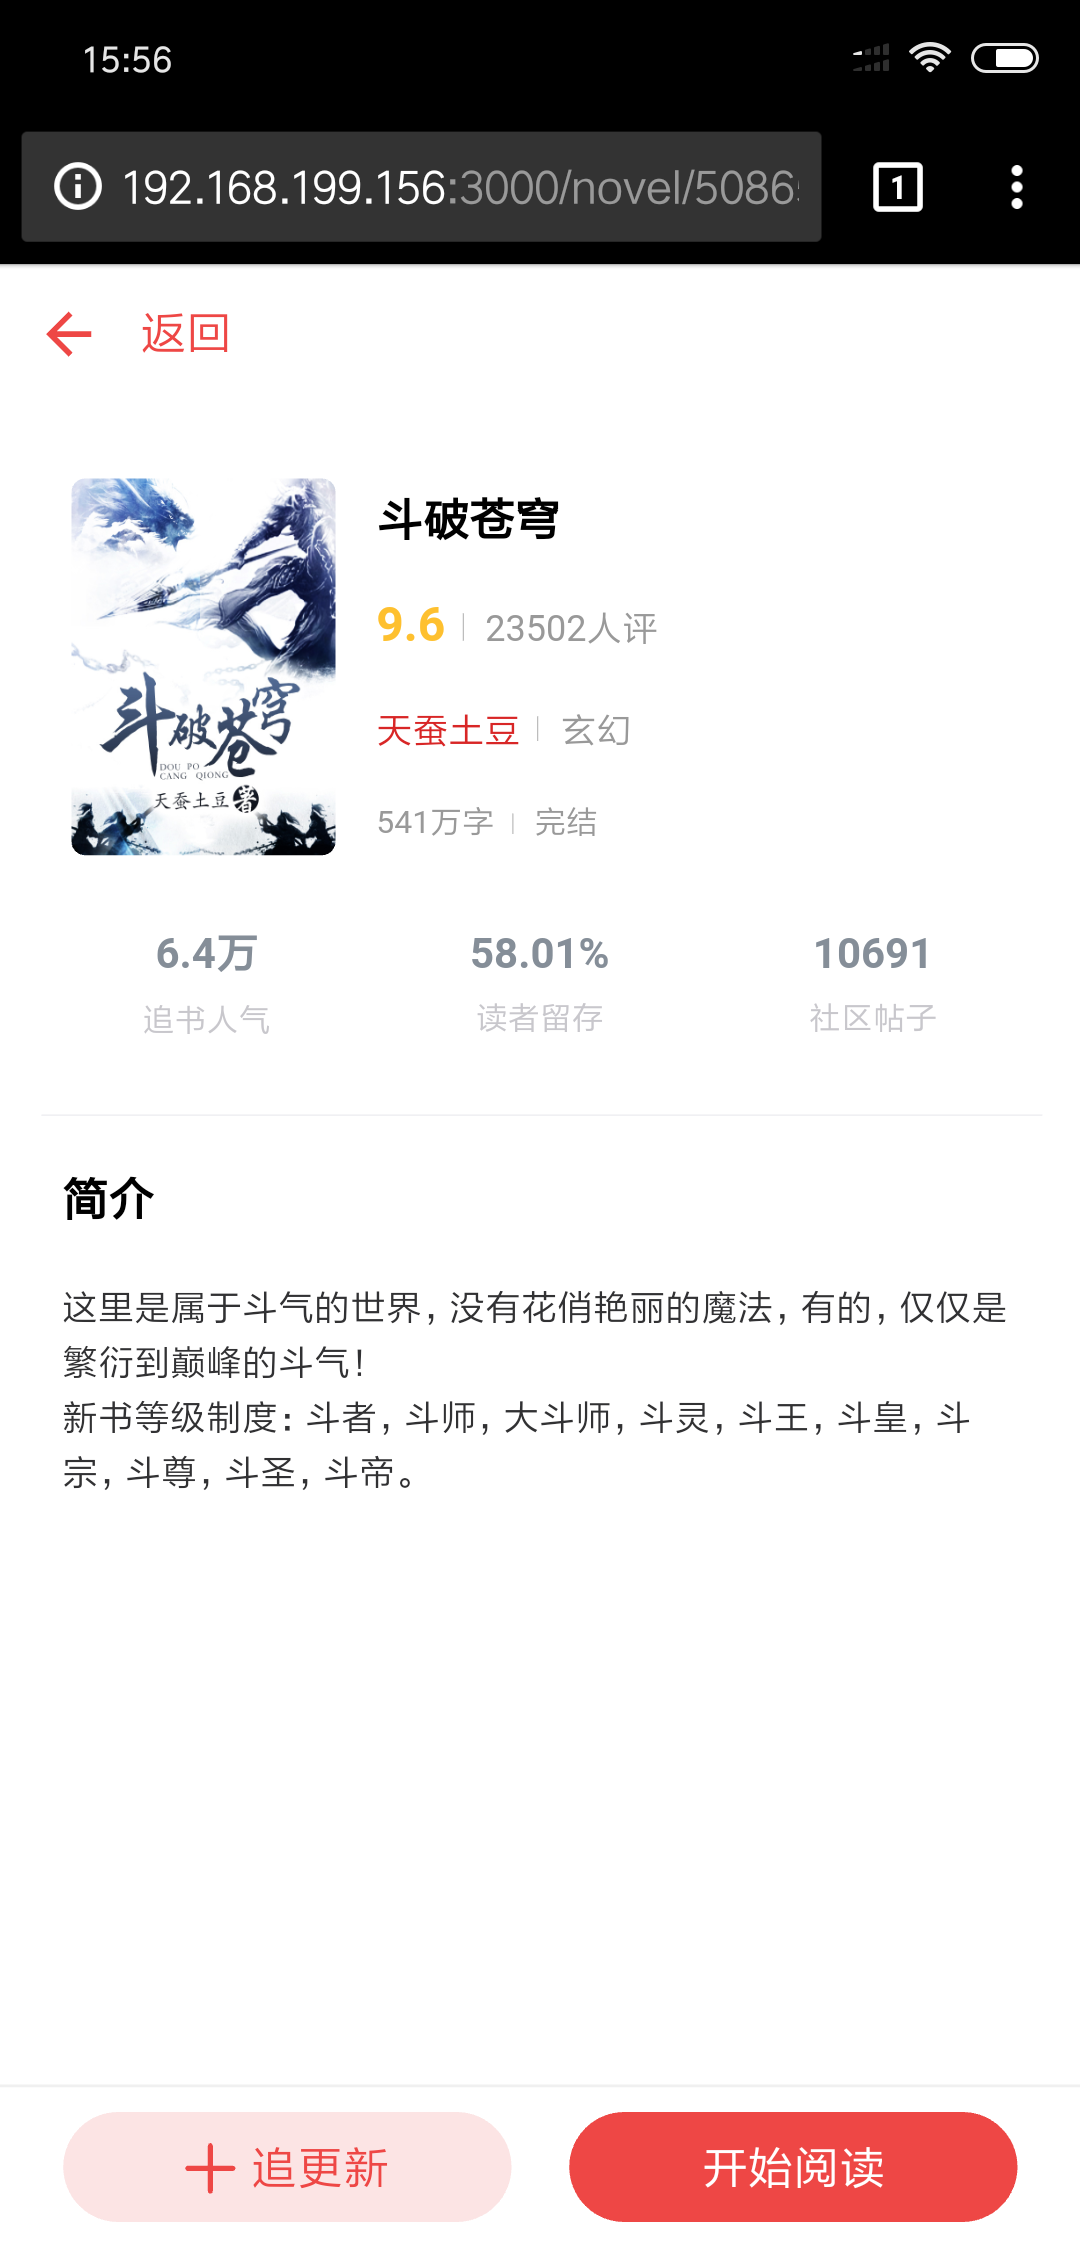 15:56
192.168.199.156:3000/novel/5086
1
返回
斗破苍穹
DOU PO
CANG QIONG
天蚕土豆 著
斗破苍穹
9.6 23502人评
天蚕土豆 玄幻
541万字 完结
6.4万 58.01% 10691
追书人气 读者留存 社区帖子
简介
这里是属于斗气的世界，没有花俏艳丽的魔法，有的，仅仅是
繁衍到巅峰的斗气！
新书等级制度：斗者，斗师，大斗师，斗灵，斗王，斗皇，斗
宗，斗尊，斗圣，斗帝。
追更新 开始阅读